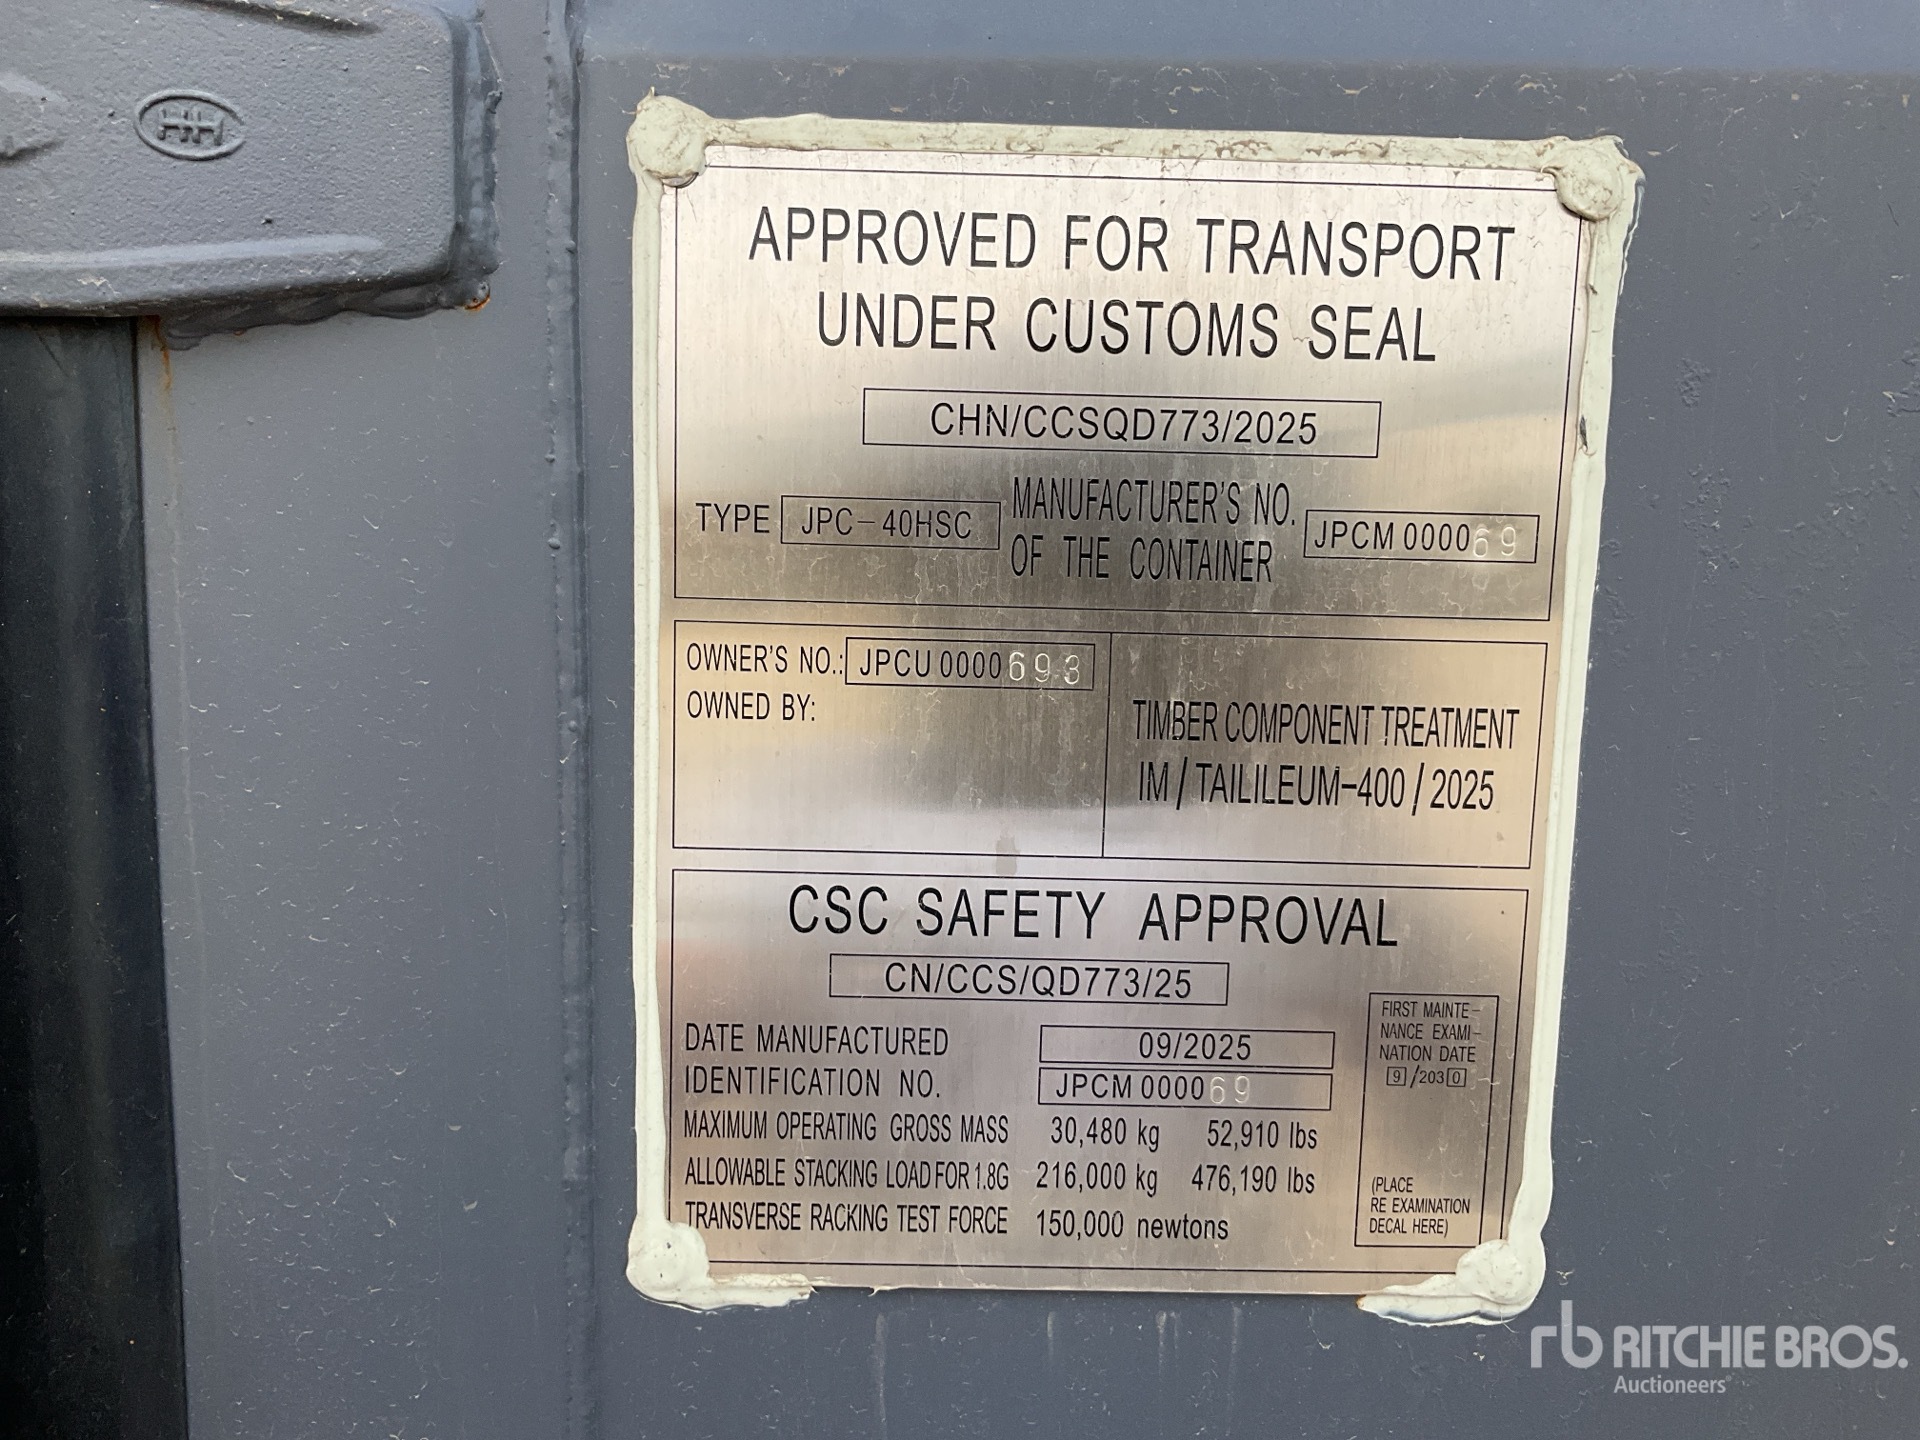 HH
APPROVED FOR TRANSPORT
UNDER CUSTOMS SEAL
CHN/CCSQD773/2025
TYPE JPC-40HSC
MANUFACTURER'S NO.
OF THE CONTAINER
JPCM 000069
OWNER'S NO.: JPCU 0000693
OWNED BY:
TIMBER COMPONENT TREATMENT
IM / TAILILEUM-400 / 2025
CSC SAFETY APPROVAL
CN/CCS/QD773/25
DATE MANUFACTURED 09/2025
IDENTIFICATION NO. JPCM 000069
MAXIMUM OPERATING GROSS MASS 30,480 kg 52,910 lbs
ALLOWABLE STACKING LOAD FOR 1.8G 216,000 kg 476,190 lbs
TRANSVERSE RACKING TEST FORCE 150,000 newtons
FIRST MAINTE-
NANCE EXAMI-
NATION DATE
9/2030
(PLACE
RE EXAMINATION
DECAL HERE)
rb RITCHIE BROS.
Auctioneers